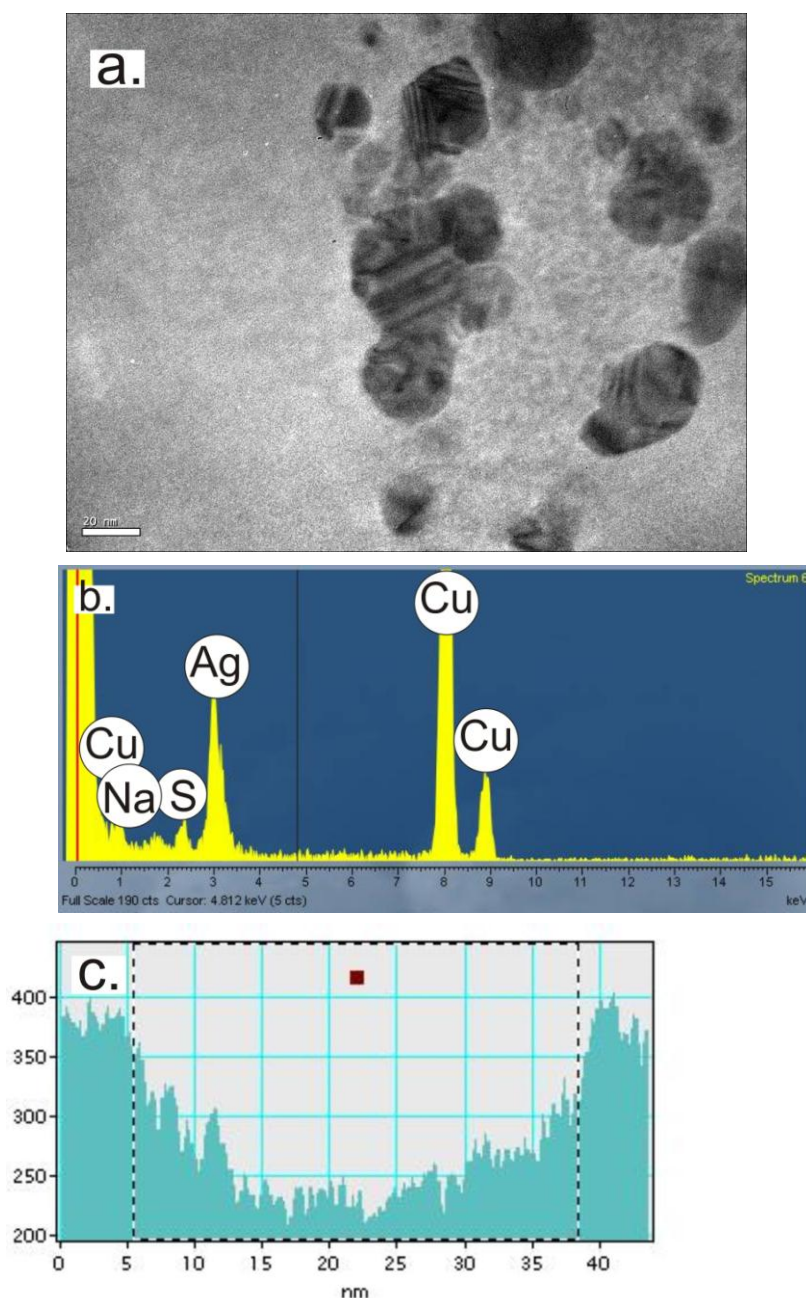 a.
20 nm
b.
Spectrum 6
Cu
Ag
Cu
Cu
Na
S
0 1 2 3 4 5 6 7 8 9 10 11 12 13 14 15
Full Scale 190 cts Cursor: 4.812 keV (5 cts)
keV
c.
400
350
300
250
200
0 5 10 15 20 25 30 35 40
nm